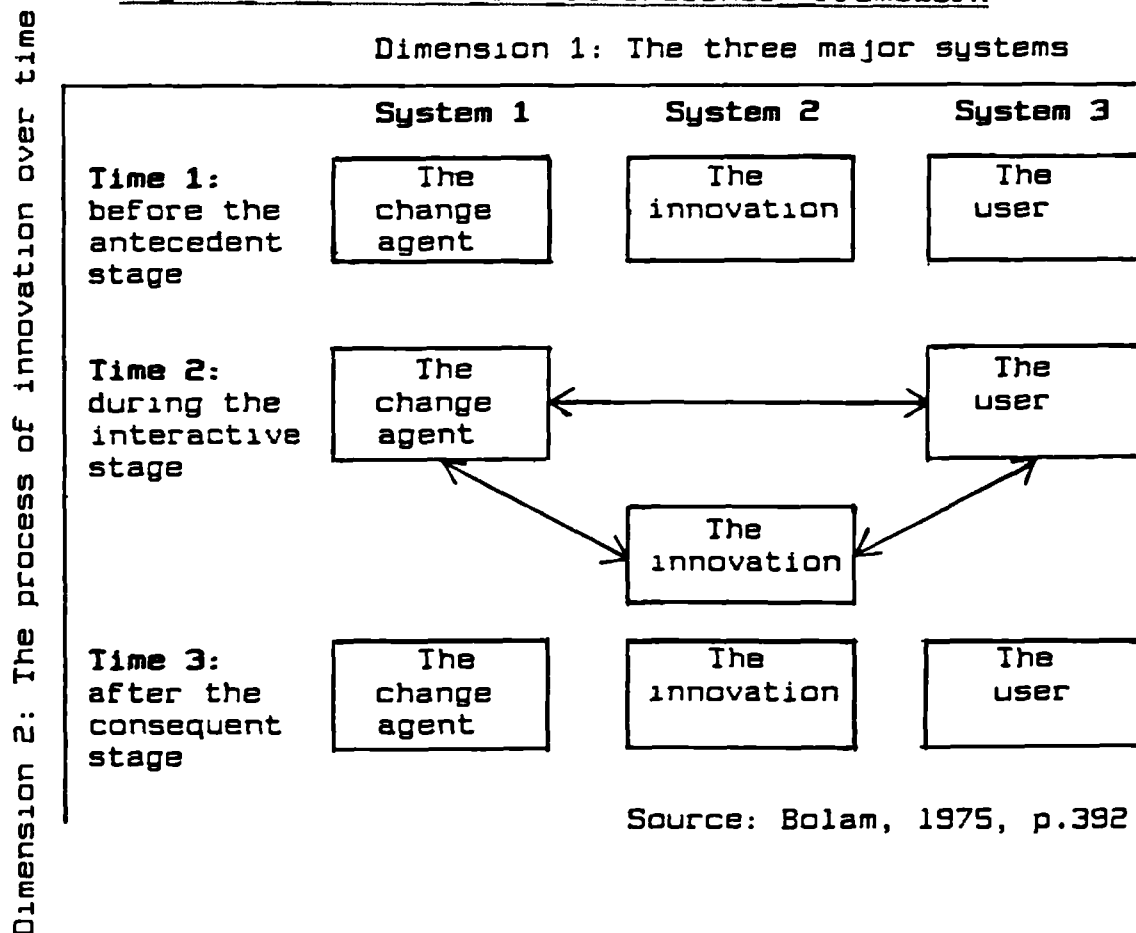 Dimension 1: The three major systems
Dimension 2: The process of innovation over time
System 1 System 2 System 3
Time 1:
before the
antecedent
stage
The
change
agent
The
innovation
The
user
Time 2:
during the
interactive
stage
The
change
agent
The
user
The
innovation
Time 3:
after the
consequent
stage
The
change
agent
The
innovation
The
user
Source: Bolam, 1975, p.392